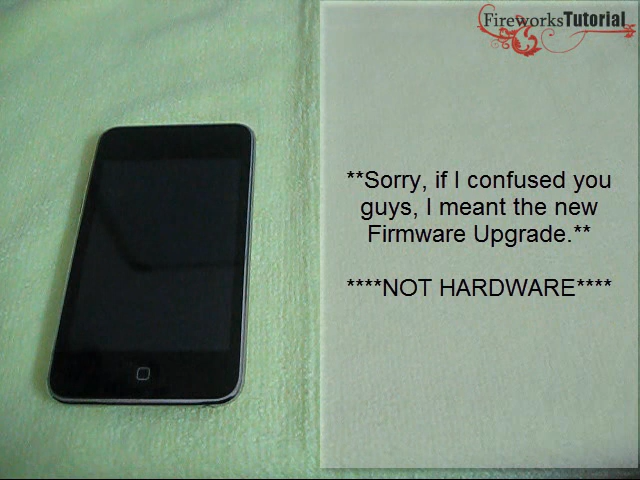 FireworksTutorial
**Sorry, if I confused you
guys, I meant the new
Firmware Upgrade.**
****NOT HARDWARE****